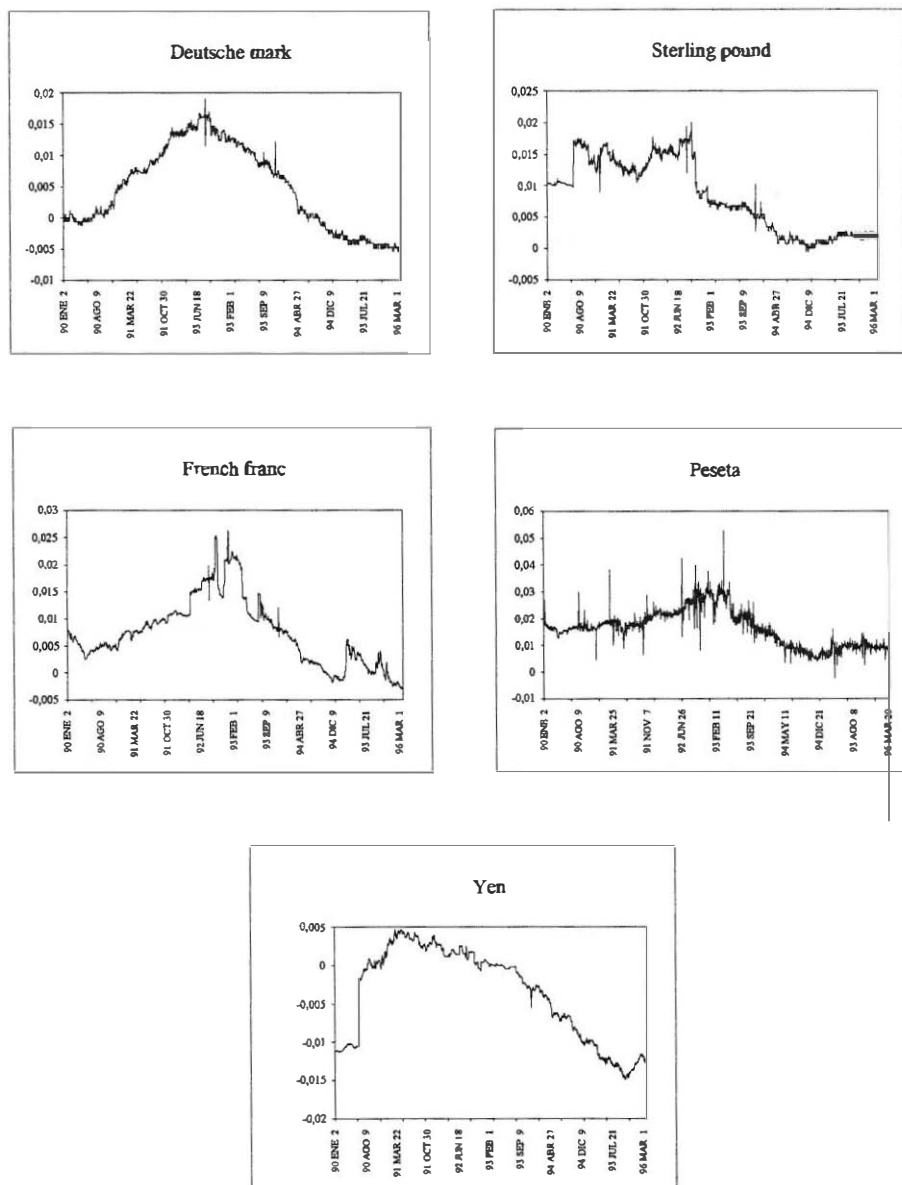 Deutsche mark
0,02
0,015
0,01
0,005
0
-0,005
-0,01
90 ENE 2
90 AGO 9
91 MAR 22
91 OCT 30
93 JUN 18
93 FEB 1
93 SEP 9
94 ABR 27
94 DIC 9
93 JUL 21
96 MAR 1
Sterling pound
0,025
0,02
0,015
0,01
0,005
0
-0,005
90 ENE 2
90 AGO 9
91 MAR 22
91 OCT 30
92 JUN 18
93 FEB 1
93 SEP 9
94 ABR 27
94 DIC 9
93 JUL 21
96 MAR 1
French franc
0,03
0,025
0,02
0,015
0,01
0,005
0
-0,005
90 ENE 2
90 AGO 9
91 MAR 22
91 OCT 30
92 JUN 18
93 FEB 1
93 SEP 9
94 ABR 27
94 DIC 9
93 JUL 21
96 MAR 1
Peseta
0,06
0,05
0,04
0,03
0,02
0,01
0
-0,01
90 ENE 2
90 AGO 9
91 MAR 25
91 NOV 7
92 JUN 26
93 FEB 11
93 SEP 21
94 MAY 11
94 DIC 21
93 AGO 8
96 MAR 20
Yen
0,005
0
-0,005
-0,01
-0,015
-0,02
90 ENE 2
90 AGO 9
91 MAR 22
91 OCT 30
92 JUN 18
93 FEB 1
93 SEP 9
94 ABR 27
94 DIC 9
93 JUL 21
96 MAR 1